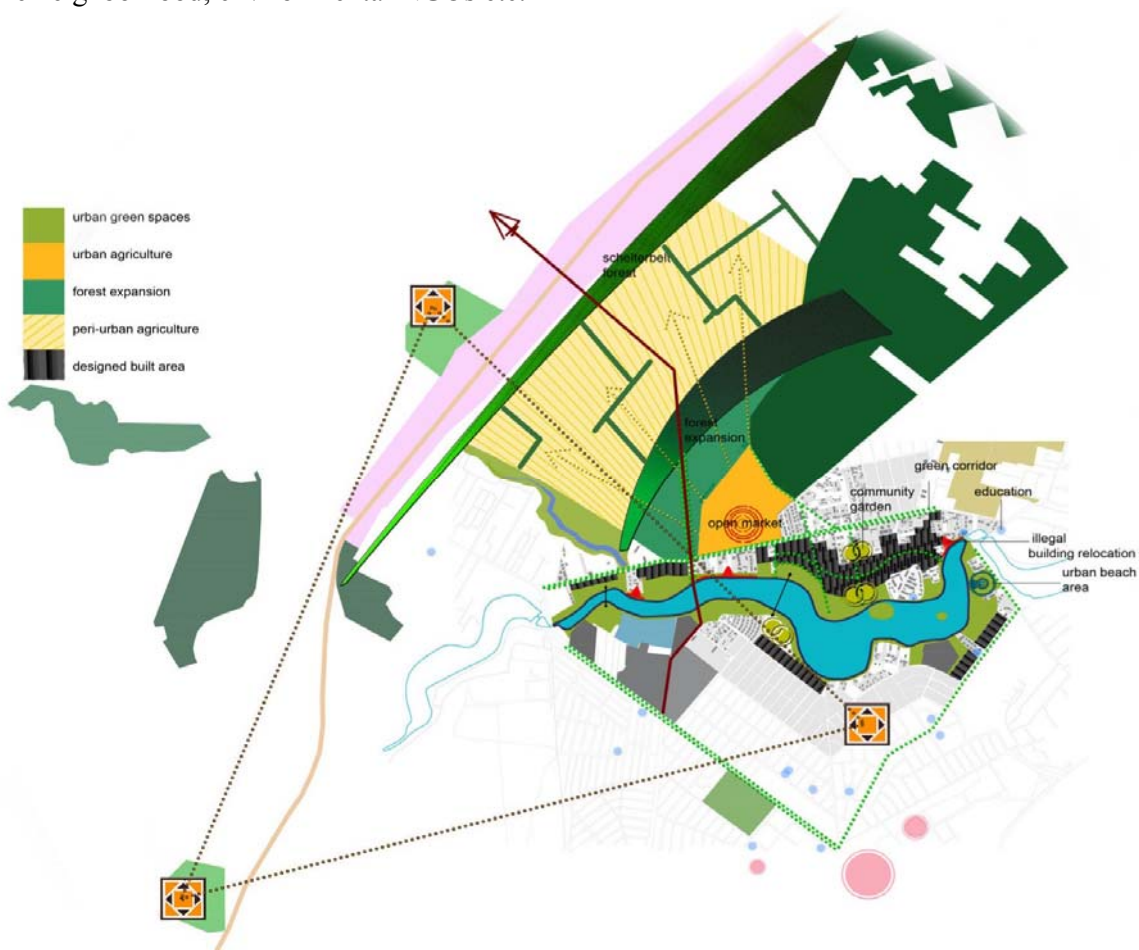 urban green spaces
urban agriculture
forest expansion
peri-urban agriculture
designed built area
schelterbelt
forest
forest
expansion
green corridor
community
garden
education
open market
illegal
building relocation
urban beach
area